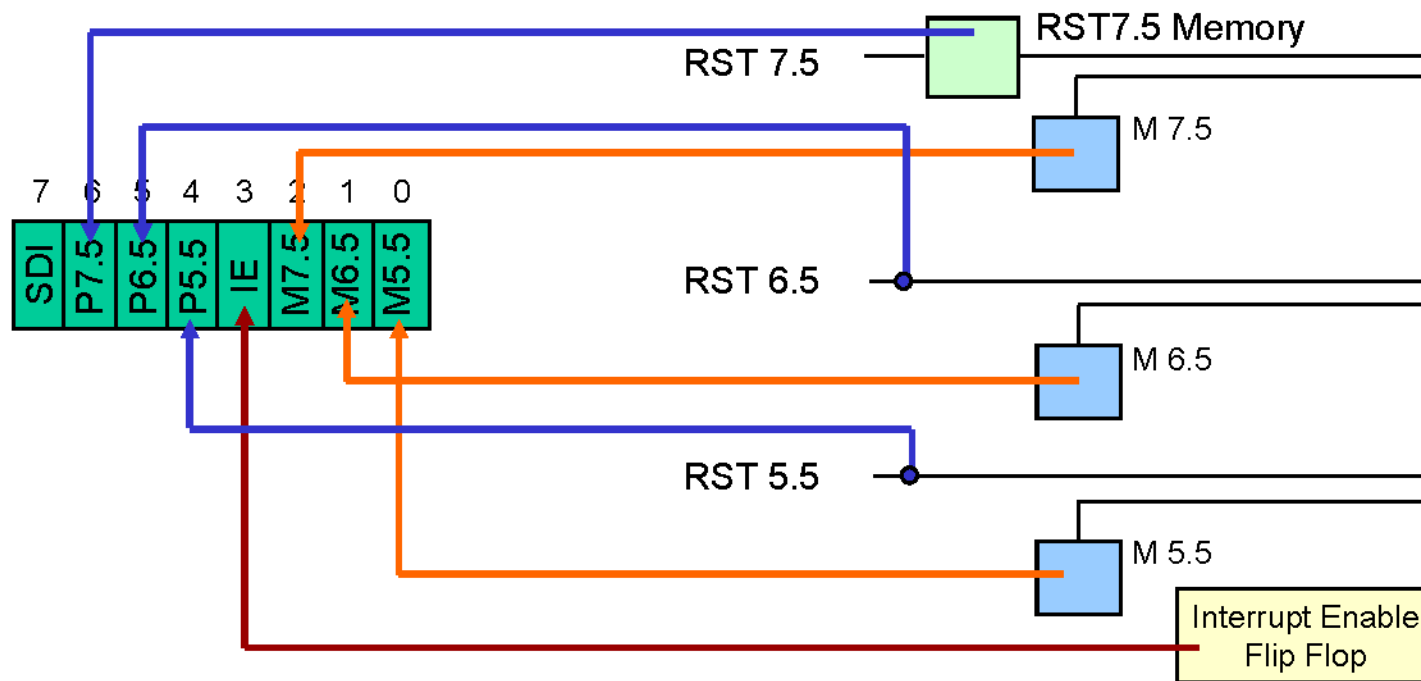 RST7.5 Memory
RST 7.5
M 7.5
7 6 5 4 3 2 1 0
SDI P7.5 P6.5 P5.5 IE M7.5 M6.5 M5.5
RST 6.5
M 6.5
RST 5.5
M 5.5
Interrupt Enable
Flip Flop